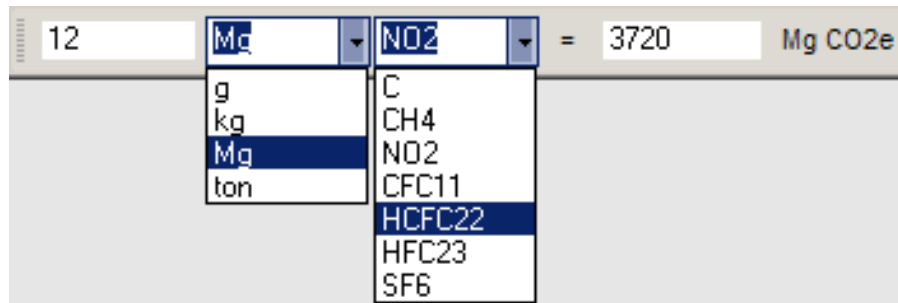 12 Mg NO2 = 3720 Mg CO2e
g
kg
Mg
ton
C
CH4
NO2
CFC11
HCFC22
HFC23
SF6